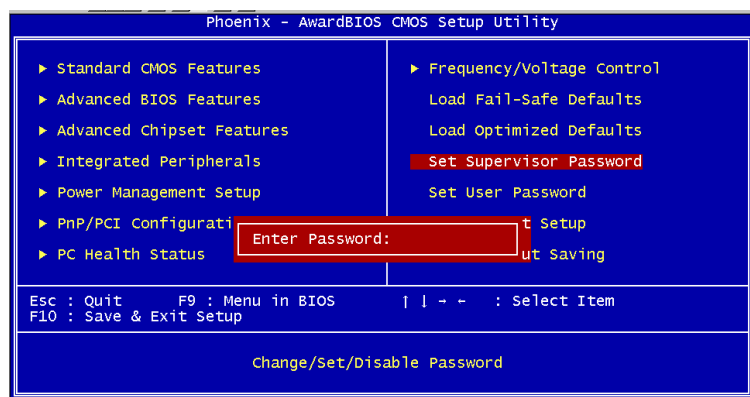 Phoenix - AwardBIOS CMOS Setup Utility
▶ Standard CMOS Features
▶ Advanced BIOS Features
▶ Advanced Chipset Features
▶ Integrated Peripherals
▶ Power Management Setup
▶ PnP/PCI Configurati
▶ PC Health Status
▶ Frequency/Voltage Control
Load Fail-Safe Defaults
Load Optimized Defaults
Set Supervisor Password
Set User Password
t Setup
ut Saving
Enter Password:
Esc : Quit F9 : Menu in BIOS ↑ ↓ → ← : Select Item
F10 : Save & Exit Setup
Change/Set/Disable Password